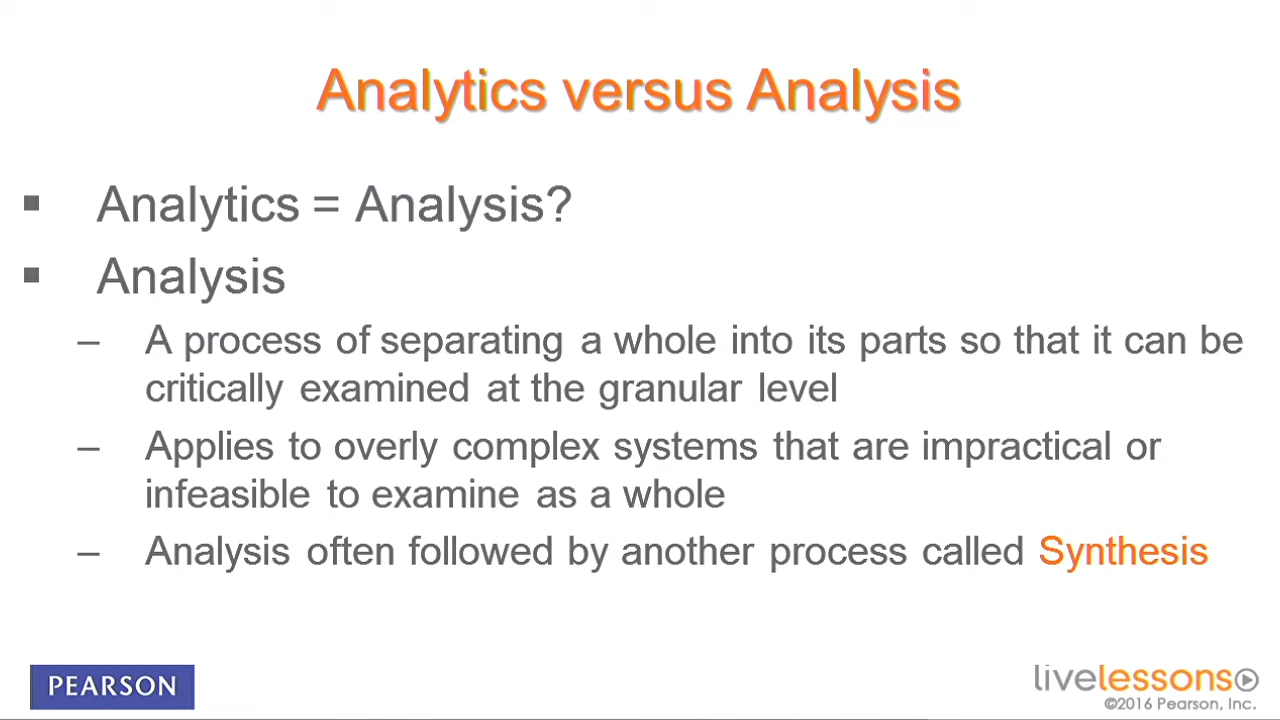 Analytics versus Analysis
▪ Analytics = Analysis?
▪ Analysis
– A process of separating a whole into its parts so that it can be
critically examined at the granular level
– Applies to overly complex systems that are impractical or
infeasible to examine as a whole
– Analysis often followed by another process called Synthesis
PEARSON
livelessons
©2016 Pearson, Inc.